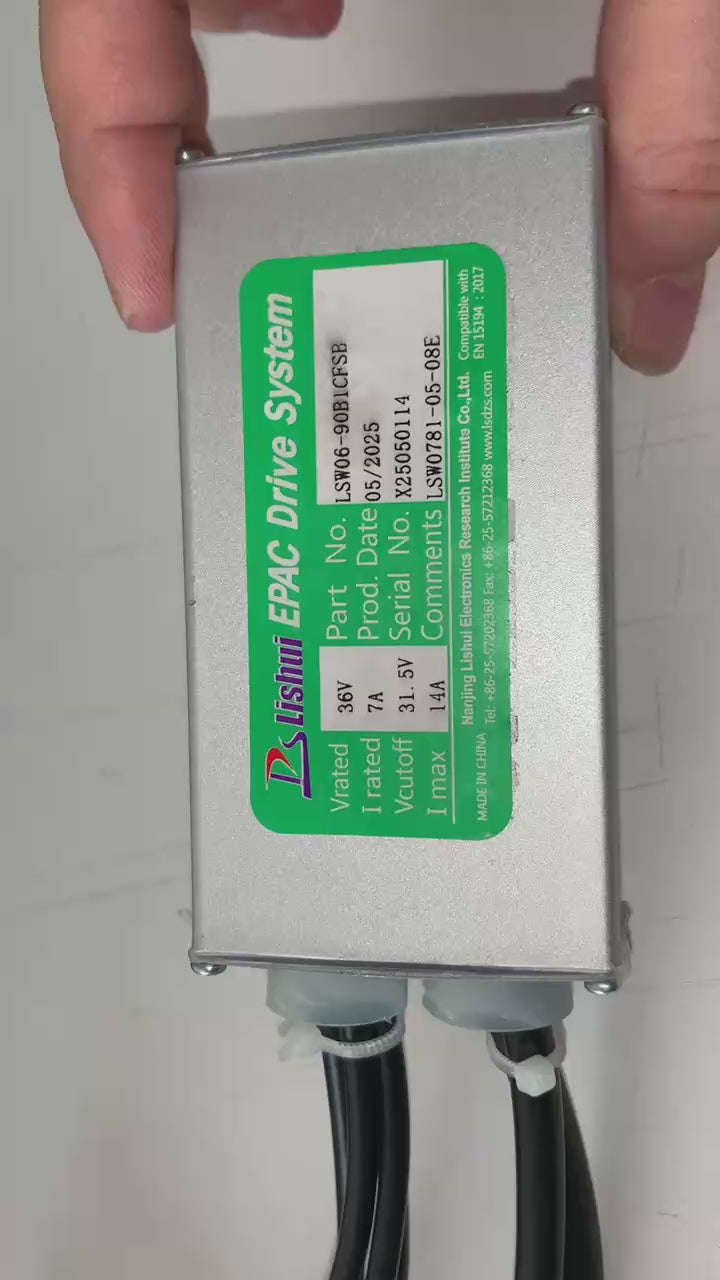 Lishui EPAC Drive System
Vrated 36V Part No. LSW06-90B1CFSB
I rated 7A Prod. Date 05/2025
Vcutoff 31.5V Serial No. X25050114
I max 14A Comments LSW0781-05-08E
Nanjing Lishui Electronics Research Institute Co.,Ltd. Compatible with
MADE IN CHINA Tel: +86-25-57202368 Fax: +86-25-57212368 www.lsdzs.com EN 15194 : 2017